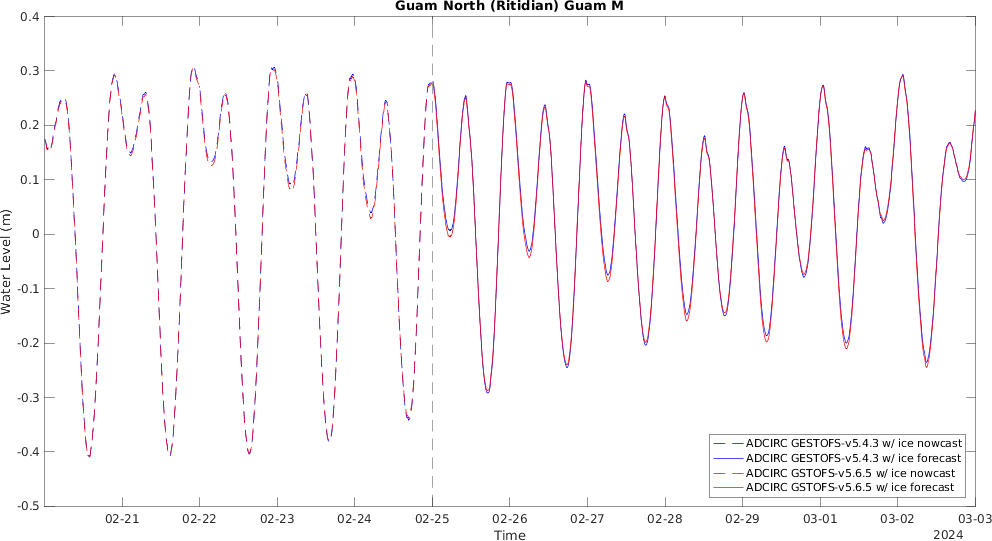 Guam North (Ritidian) Guam M
0.4
0.3
0.2
0.1
0
-0.1
-0.2
-0.3
-0.4
-0.5
Water Level (m)
ADCIRC GESTOFS-v5.4.3 w/ ice nowcast
ADCIRC GESTOFS-v5.4.3 w/ ice forecast
ADCIRC GSTOFS-v5.6.5 w/ ice nowcast
ADCIRC GSTOFS-v5.6.5 w/ ice forecast
02-21 02-22 02-23 02-24 02-25 02-26 02-27 02-28 02-29 03-01 03-02 03-03
Time 2024